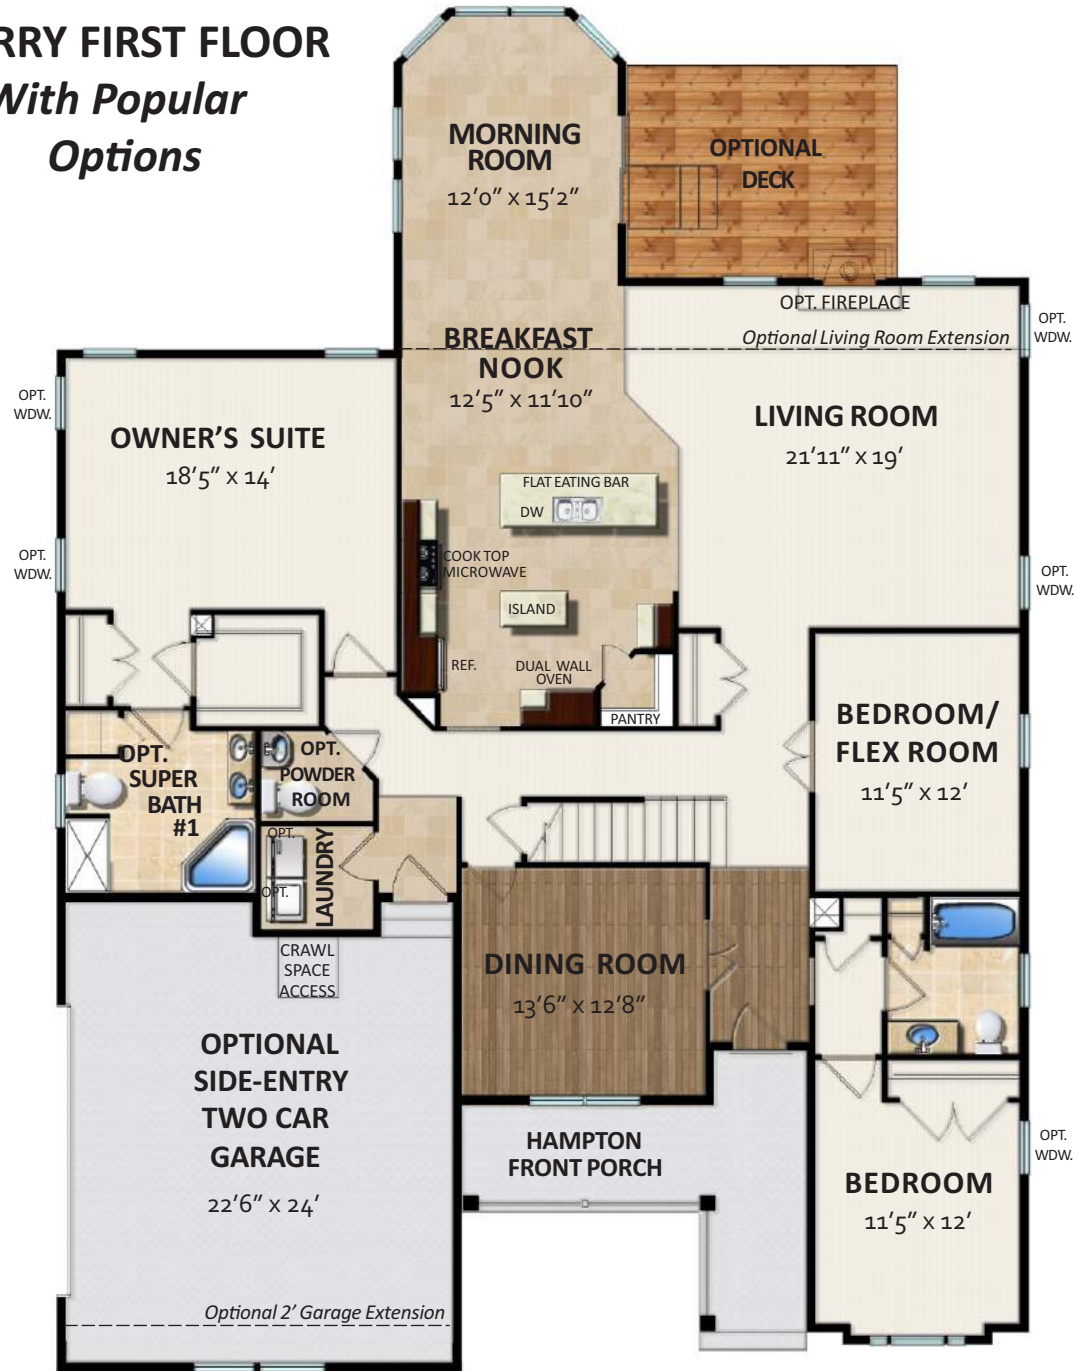 RRY FIRST FLOOR
With Popular
Options
MORNING
ROOM
12'0" X 15'2"
OPTIONAL
DECK
OPT. FIREPLACE
Optional Living Room Extension
OPT.
WDW.
BREAKFAST
NOOK
12'5" X 11'10"
LIVING ROOM
21'11" X 19'
OPT.
WDW.
OWNER'S SUITE
18'5" X 14'
OPT.
WDW.
FLAT EATING BAR
DW
COOK TOP
MICROWAVE
ISLAND
OPT.
WDW.
REF.
DUAL WALL
OVEN
PANTRY
BEDROOM/
FLEX ROOM
11'5" X 12'
OPT.
SUPER
BATH
#1
OPT.
POWDER
ROOM
OPT.
OPT.
LAUNDRY
CRAWL
SPACE
ACCESS
DINING ROOM
13'6" X 12'8"
OPTIONAL
SIDE-ENTRY
TWO CAR
GARAGE
22'6" X 24'
Optional 2' Garage Extension
HAMPTON
FRONT PORCH
BEDROOM
11'5" X 12'
OPT.
WDW.